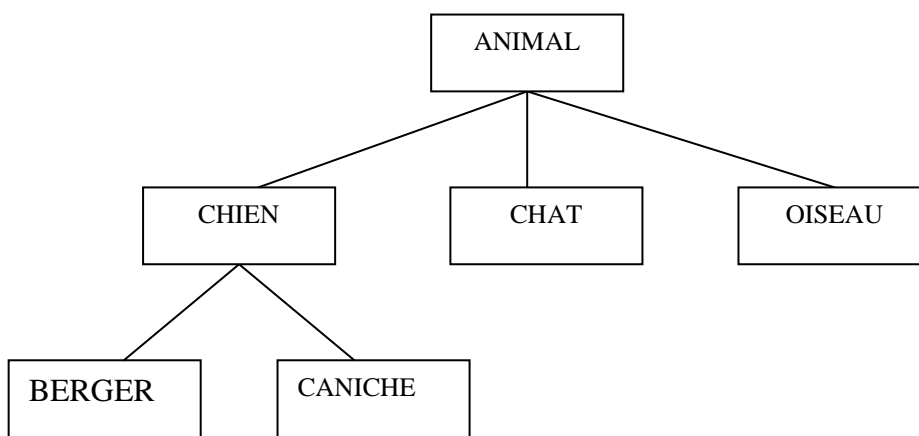 ANIMAL
CHIEN
CHAT
OISEAU
BERGER
CANICHE